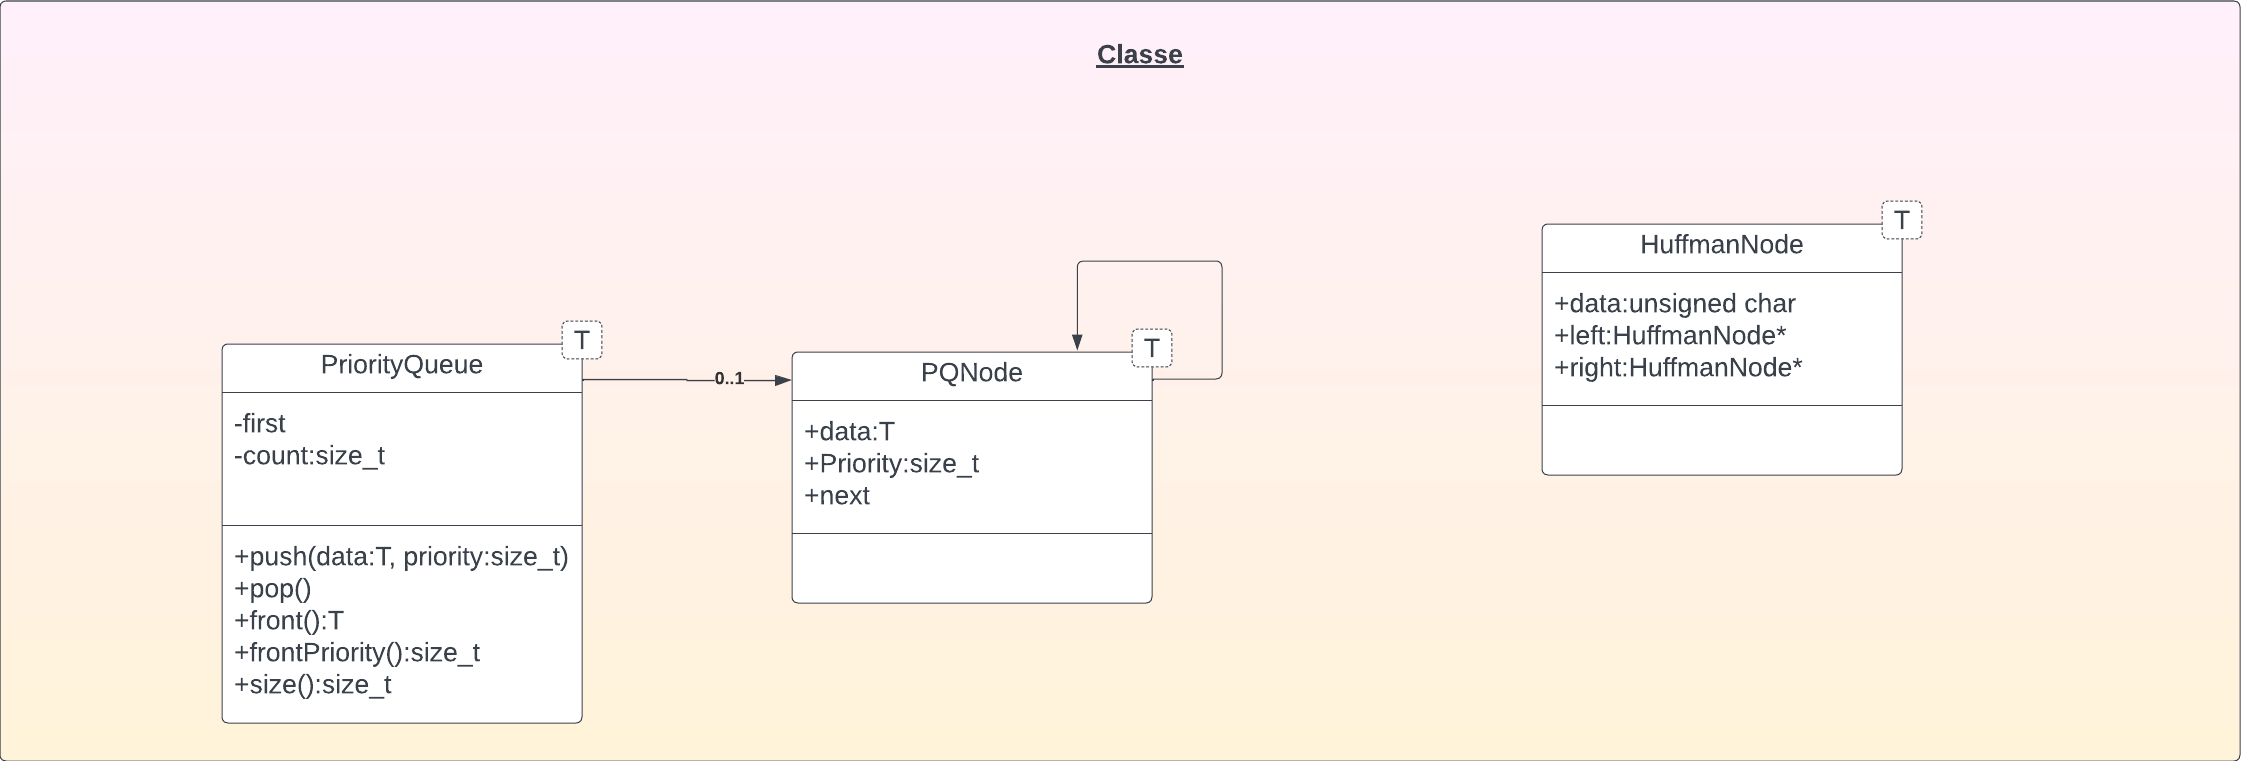 Classe
T
PriorityQueue
-first
-count:size_t
+push(data:T, priority:size_t)
+pop()
+front():T
+frontPriority():size_t
+size():size_t
0..1
T
PQNode
+data:T
+Priority:size_t
+next
T
HuffmanNode
+data:unsigned char
+left:HuffmanNode*
+right:HuffmanNode*